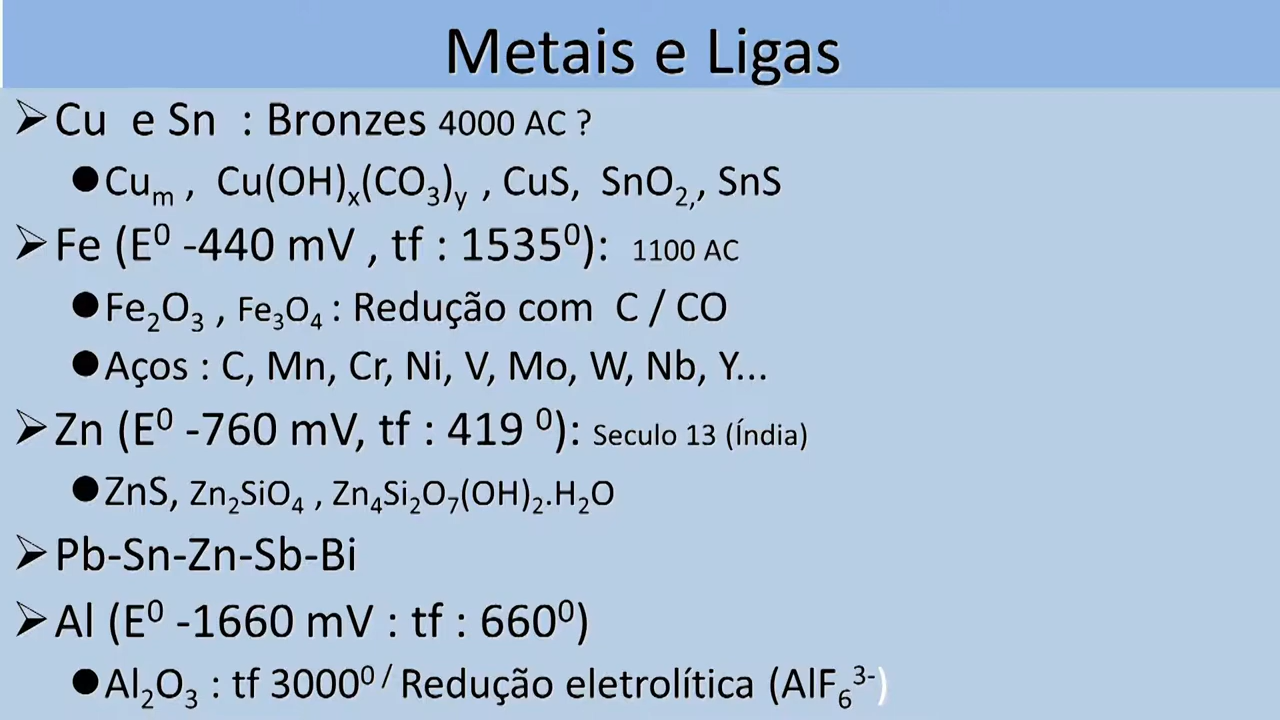 Metais e Ligas
➢Cu e Sn : Bronzes 4000 AC ?
●Cuₘ , Cu(OH)ₓ(CO₃)ᵧ , CuS, SnO₂,, SnS
➢Fe (E⁰ -440 mV , tf : 1535⁰): 1100 AC
●Fe₂O₃ , Fe₃O₄ : Redução com C / CO
●Aços : C, Mn, Cr, Ni, V, Mo, W, Nb, Y...
➢Zn (E⁰ -760 mV, tf : 419 ⁰): Seculo 13 (Índia)
●ZnS, Zn₂SiO₄ , Zn₄Si₂O₇(OH)₂.H₂O
➢Pb-Sn-Zn-Sb-Bi
➢Al (E⁰ -1660 mV : tf : 660⁰)
●Al₂O₃ : tf 3000⁰ / Redução eletrolítica (AlF₆³⁻)